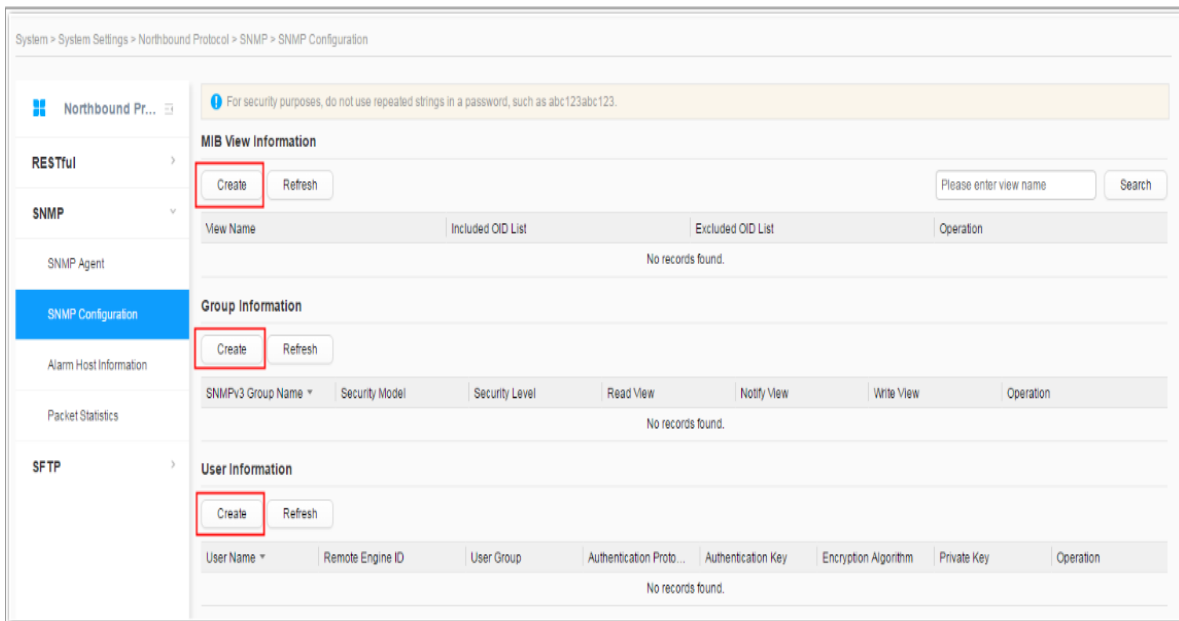 System > System Settings > Northbound Protocol > SNMP > SNMP Configuration
Northbound Pr...
RESTful
SNMP
SNMP Agent
SNMP Configuration
Alarm Host Information
Packet Statistics
SFTP
For security purposes, do not use repeated strings in a password, such as abc123abc123.
MIB View Information
Create Refresh Please enter view name Search
View Name Included OID List Excluded OID List Operation
No records found.
Group Information
Create Refresh
SNMPv3 Group Name Security Model Security Level Read View Notify View Write View Operation
No records found.
User Information
Create Refresh
User Name Remote Engine ID User Group Authentication Proto... Authentication Key Encryption Algorithm Private Key Operation
No records found.